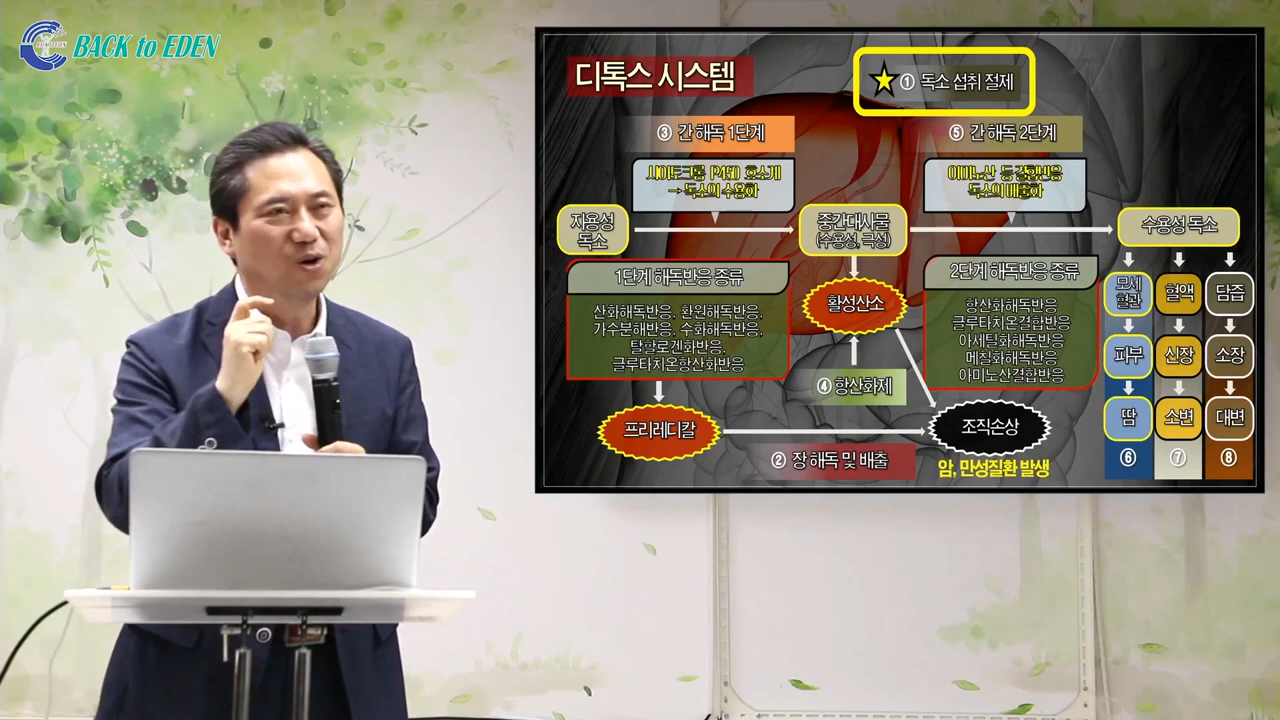 BACK to EDEN
디톡스 시스템
① 독소 섭취 절제
③ 간 해독 1단계
⑤ 간 해독 2단계
사이토크롬 P450 효소계
→ 독소의 수용화
아미노산 등 결합반응
독소의 배출화
지용성
독소
중간대사물
(수용성, 극성)
수용성 독소
1단계 해독반응 종류
산화해독반응, 환원해독반응,
가수분해반응, 수화해독반응,
탈할로겐화반응,
글루타치온항산화반응
활성산소
④ 항산화제
2단계 해독반응 종류
항산화해독반응
글루타치온결합반응
아세틸화해독반응
메칠화해독반응
아미노산결합반응
프리레디칼
② 장 해독 및 배출
조직손상
암, 만성질환 발생
모세
혈관
혈액
담즙
피부
신장
소장
땀
소변
대변
⑥
⑦
⑧